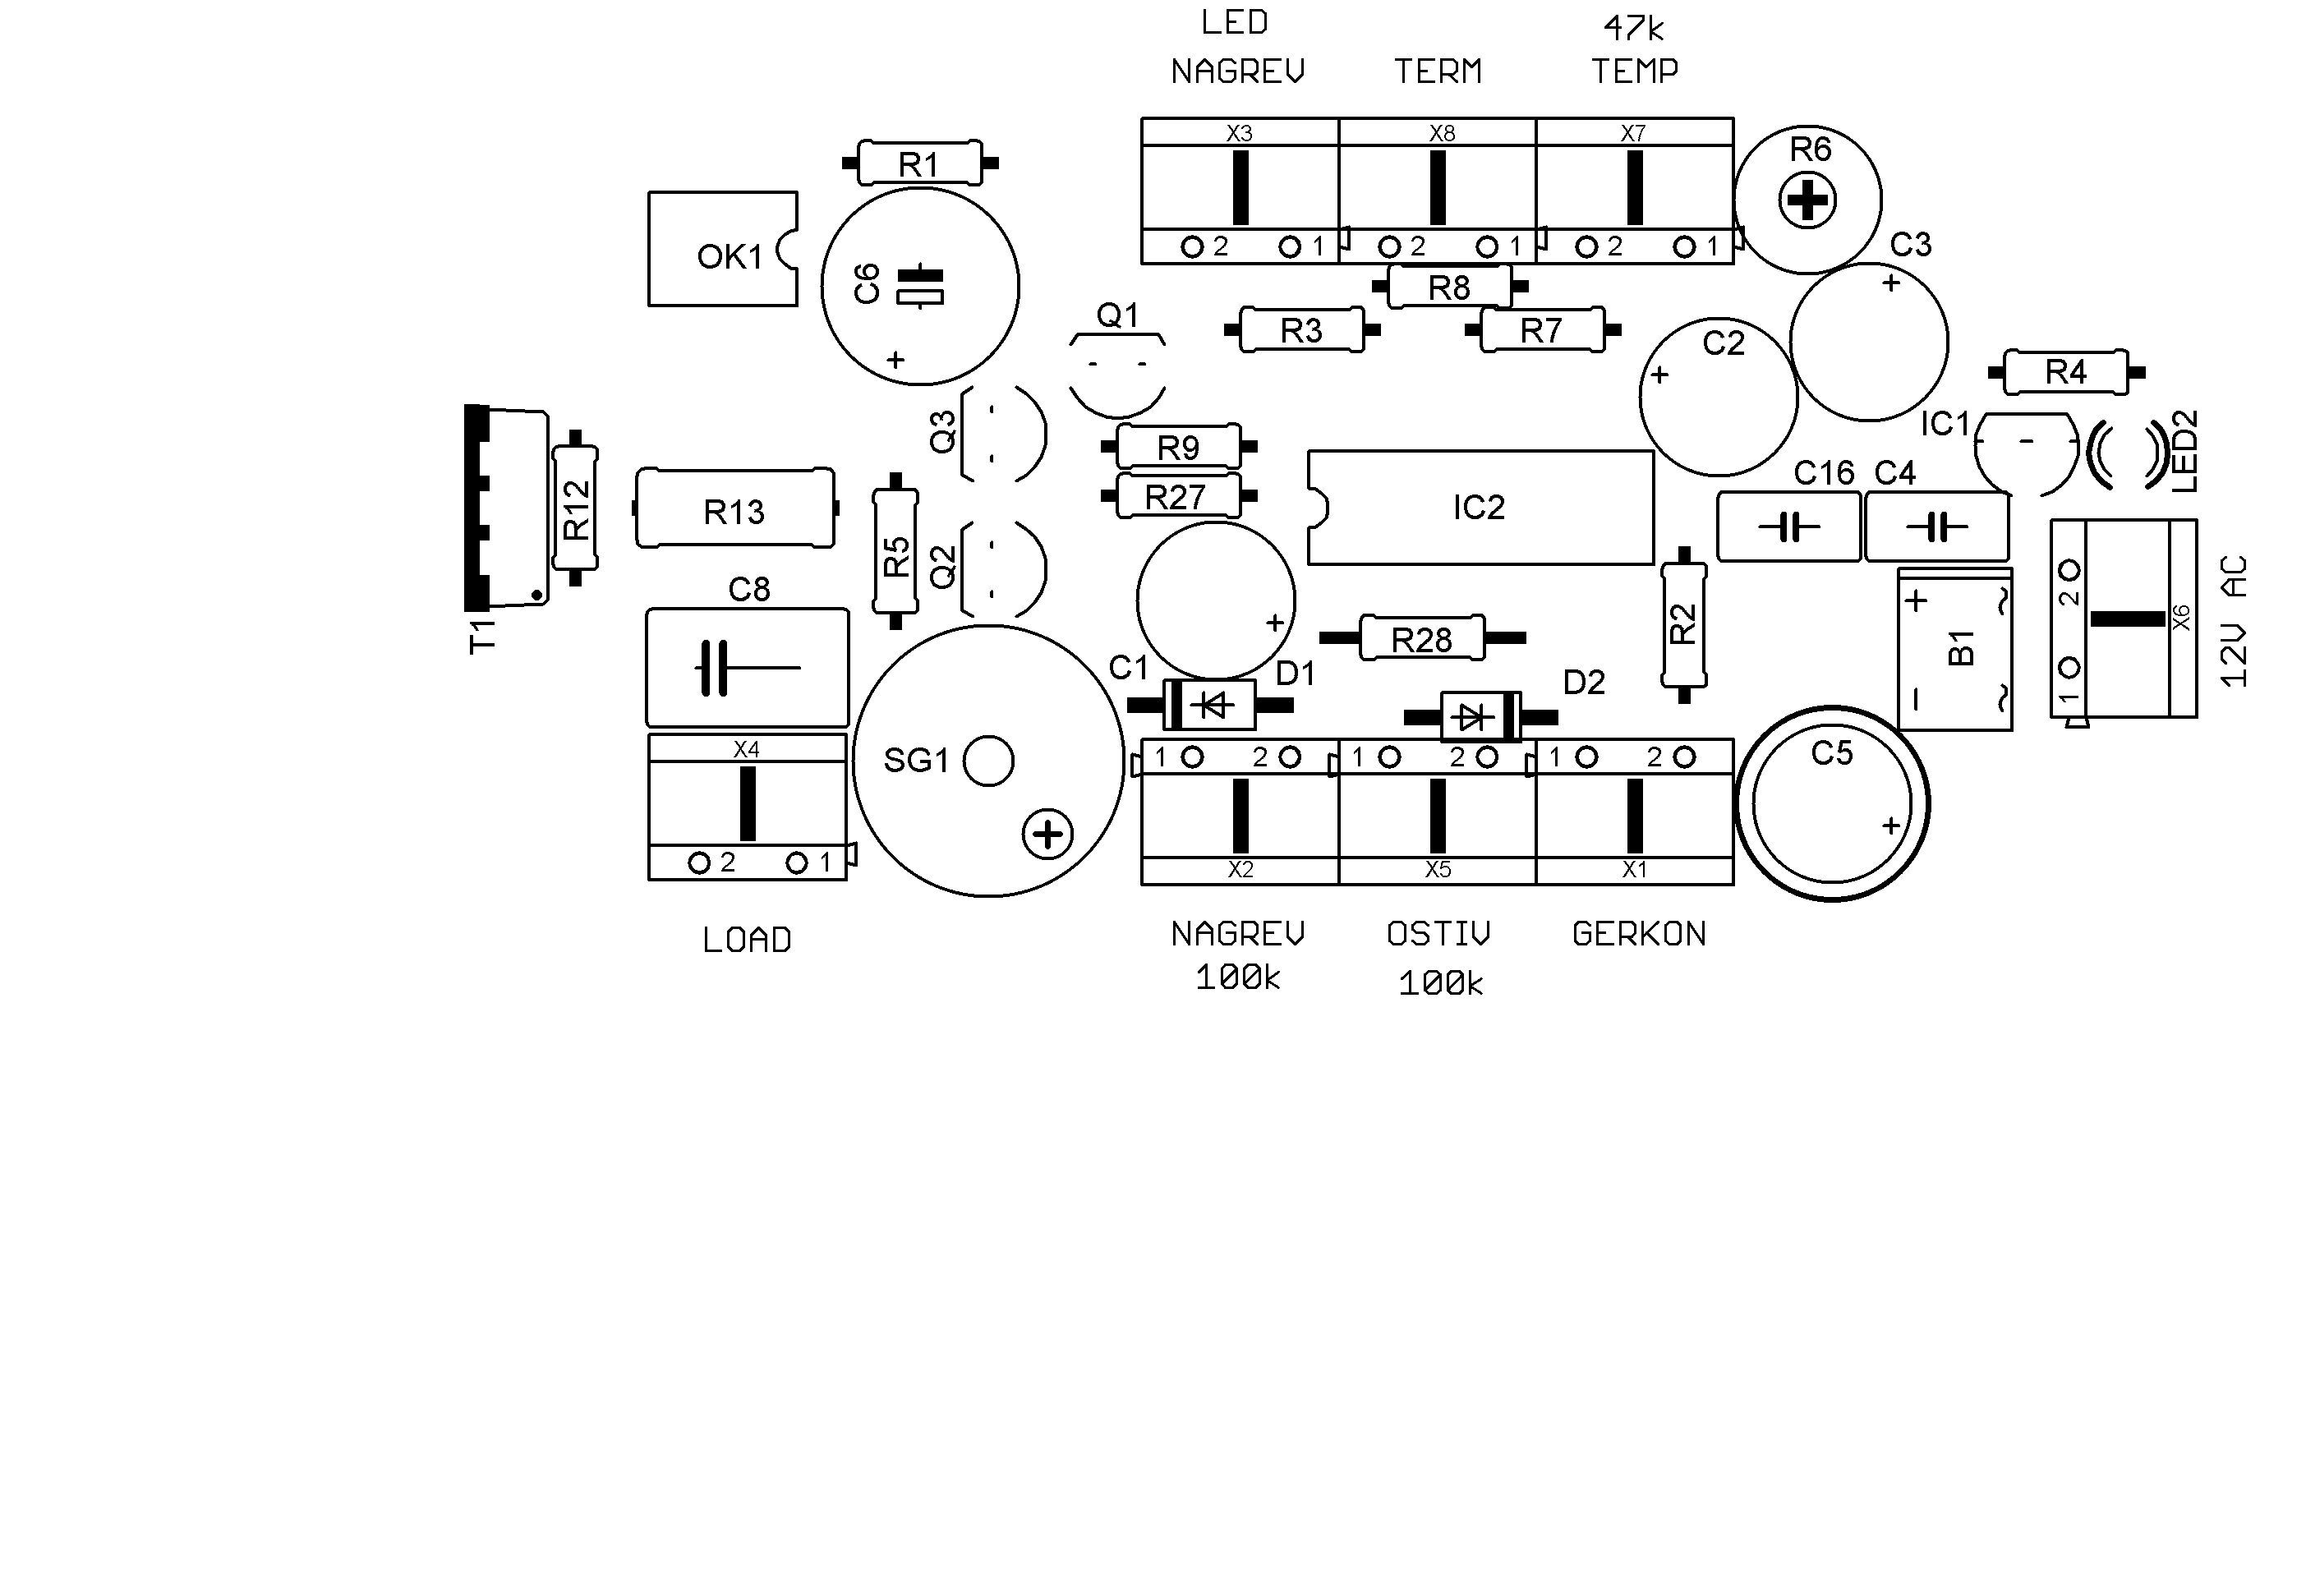 LED
47k
NAGREV
TERM
TEMP
X3
X8
X7
R1
R6
OK1
C6
+
2 1
2 1
2 1
C3
+
R8
Q1
R3
R7
C2
+
R4
IC1
LED2
Q3
R9
C16
C4
R12
R13
R27
IC2
R5
Q2
C8
T1
+
R28
R2
+ ~
B1
- ~
2
1
X6
12V AC
C1
D1
D2
X4
SG1
+
1 2
1 2
1 2
C5
+
2 1
X2
X5
X1
LOAD
NAGREV
OSTIV
GERKON
100k
100k